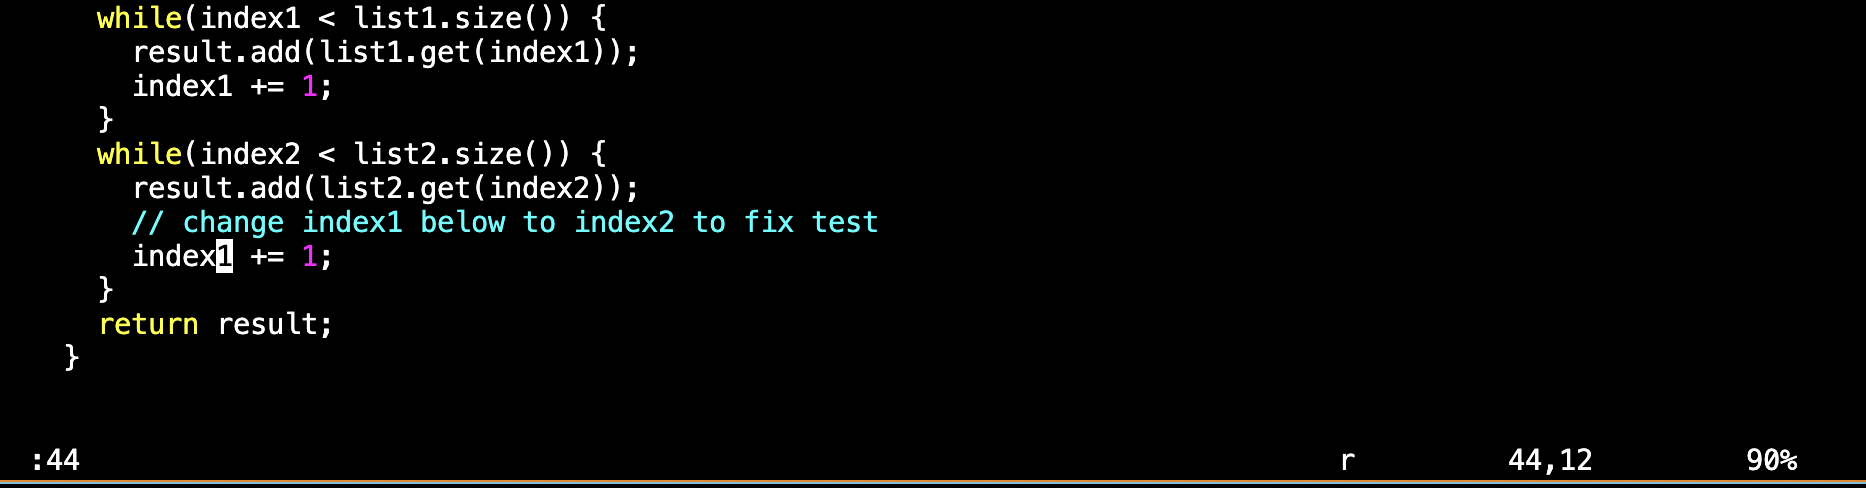 while(index1 < list1.size()) {
result.add(list1.get(index1));
index1 += 1;
}
while(index2 < list2.size()) {
result.add(list2.get(index2));
// change index1 below to index2 to fix test
index1 += 1;
}
return result;
}
:44 r 44,12 90%